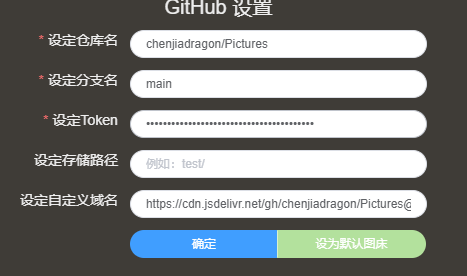 GitHub 设置
* 设定仓库名 chenjiadragon/Pictures
* 设定分支名 main
* 设定Token ••••••••••••••••••••••••••••••••••••••••
设定存储路径 例如：test/
设定自定义域名 https://cdn.jsdelivr.net/gh/chenjiadragon/Pictures@
确定 设为默认图床